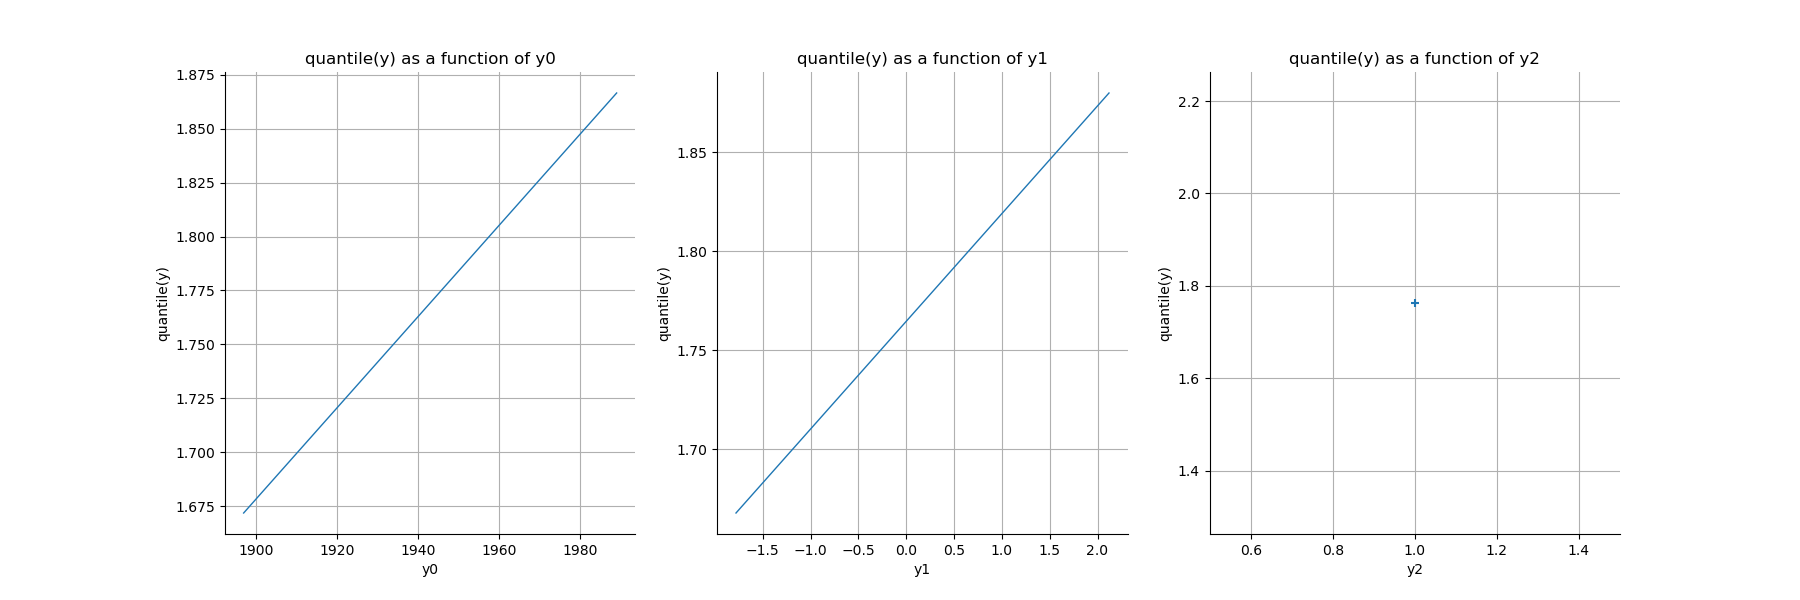 quantile(y) as a function of y0
1.875
1.850
1.825
1.800
1.775
1.750
1.725
1.700
1.675
quantile(y)
1900 1920 1940 1960 1980
y0
quantile(y) as a function of y1
1.85
1.80
1.75
1.70
quantile(y)
−1.5 −1.0 −0.5 0.0 0.5 1.0 1.5 2.0
y1
quantile(y) as a function of y2
2.2
2.0
1.8
1.6
1.4
quantile(y)
0.6 0.8 1.0 1.2 1.4
y2